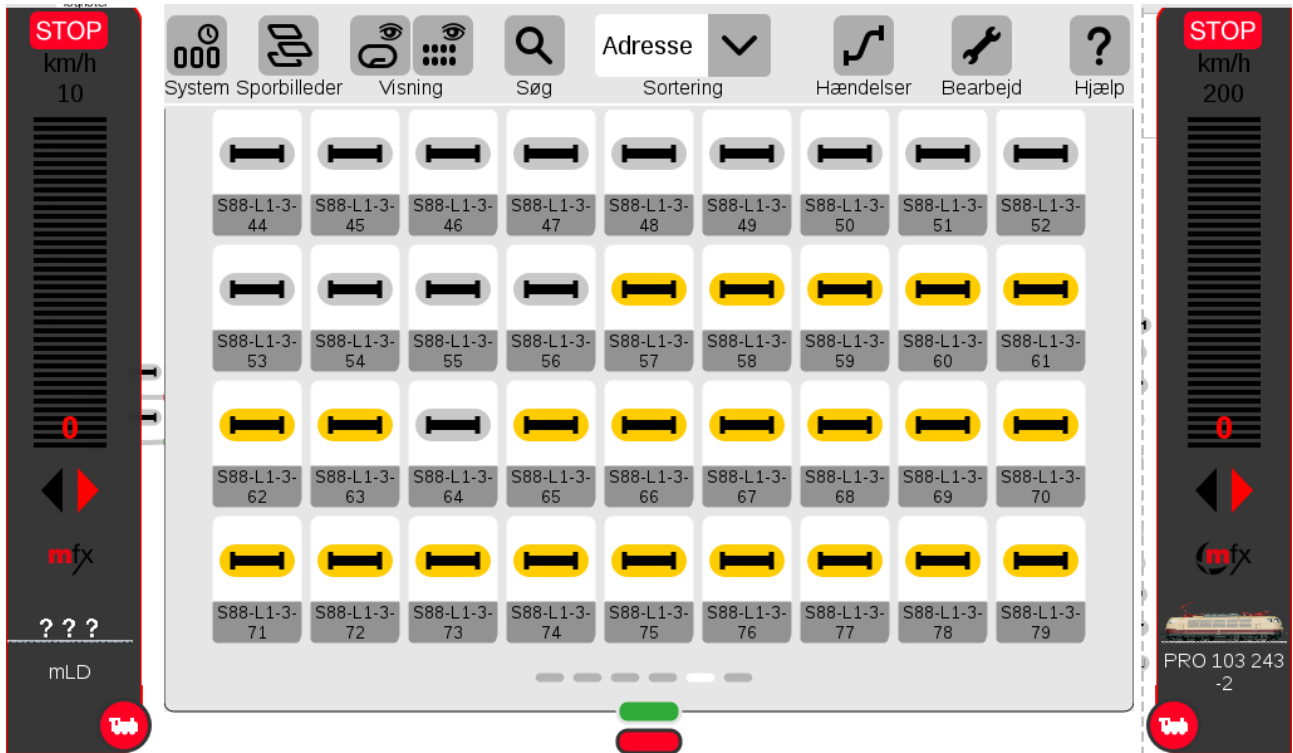 STOP
km/h
10
0
mfx
? ? ?
mLD
System Sporbilleder Visning Søg Adresse Sortering Hændelser Bearbejd Hjælp
S88-L1-3-44 S88-L1-3-45 S88-L1-3-46 S88-L1-3-47 S88-L1-3-48 S88-L1-3-49 S88-L1-3-50 S88-L1-3-51 S88-L1-3-52
S88-L1-3-53 S88-L1-3-54 S88-L1-3-55 S88-L1-3-56 S88-L1-3-57 S88-L1-3-58 S88-L1-3-59 S88-L1-3-60 S88-L1-3-61
S88-L1-3-62 S88-L1-3-63 S88-L1-3-64 S88-L1-3-65 S88-L1-3-66 S88-L1-3-67 S88-L1-3-68 S88-L1-3-69 S88-L1-3-70
S88-L1-3-71 S88-L1-3-72 S88-L1-3-73 S88-L1-3-74 S88-L1-3-75 S88-L1-3-76 S88-L1-3-77 S88-L1-3-78 S88-L1-3-79
STOP
km/h
200
0
mfx
PRO 103 243
-2